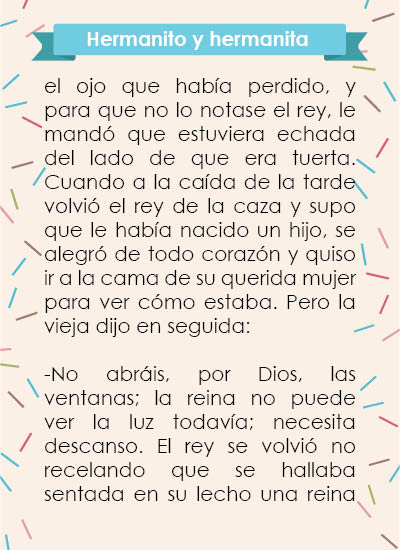 Hermanito y hermanita
el ojo que había perdido, y
para que no lo notase el rey, le
mandó que estuviera echada
del lado de que era tuerta.
Cuando a la caída de la tarde
volvió el rey de la caza y supo
que le había nacido un hijo, se
alegró de todo corazón y quiso
ir a la cama de su querida mujer
para ver cómo estaba. Pero la
vieja dijo en seguida:
-No abráis, por Dios, las
ventanas; la reina no puede
ver la luz todavía; necesita
descanso. El rey se volvió no
recelando que se hallaba
sentada en su lecho una reina